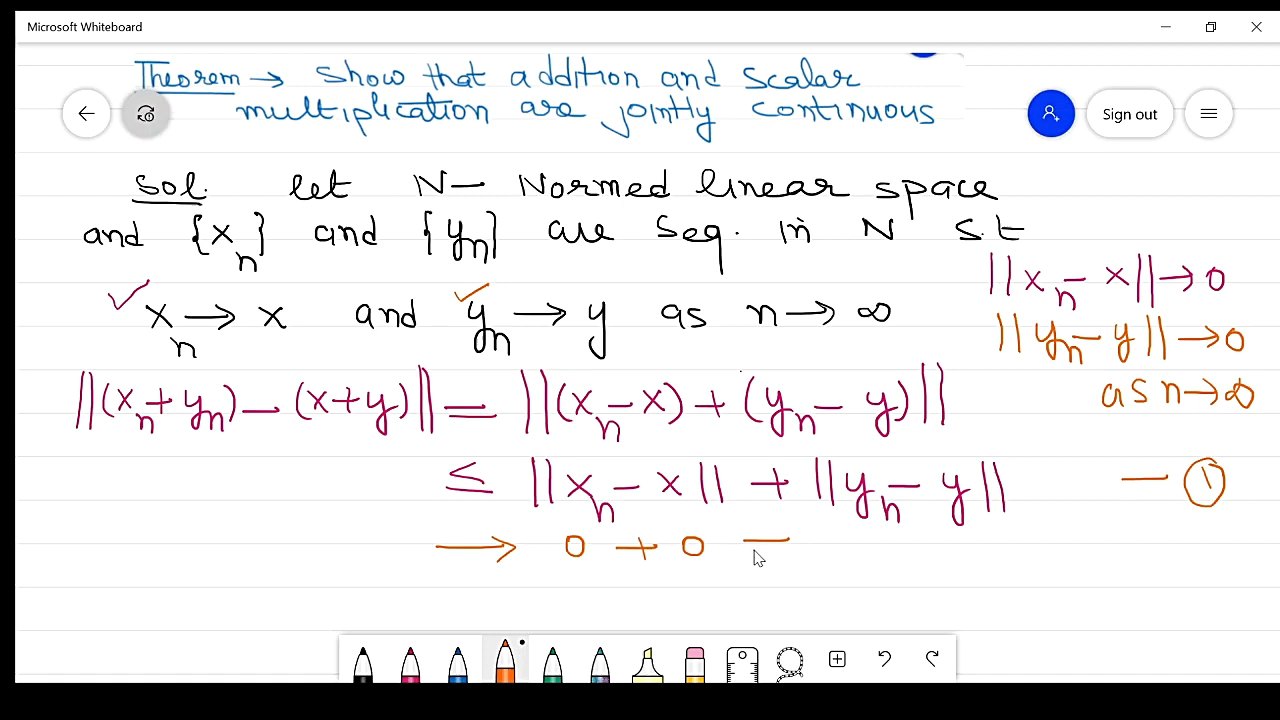 Microsoft Whiteboard
Theorem → Show that addition and scalar
multiplication are jointly continuous
Sign out
Sol. let N— Normed linear space
and {xₙ} and {yₙ} are Seq. in N s.t
✓xₙ → x and ✓yₙ → y as n → ∞
||xₙ - x|| → 0
||yₙ - y|| → 0
as n → ∞
||(xₙ + yₙ) - (x + y)|| = ||(xₙ - x) + (yₙ - y)||
≤ ||xₙ - x|| + ||yₙ - y|| — ①
→ 0 + 0 —